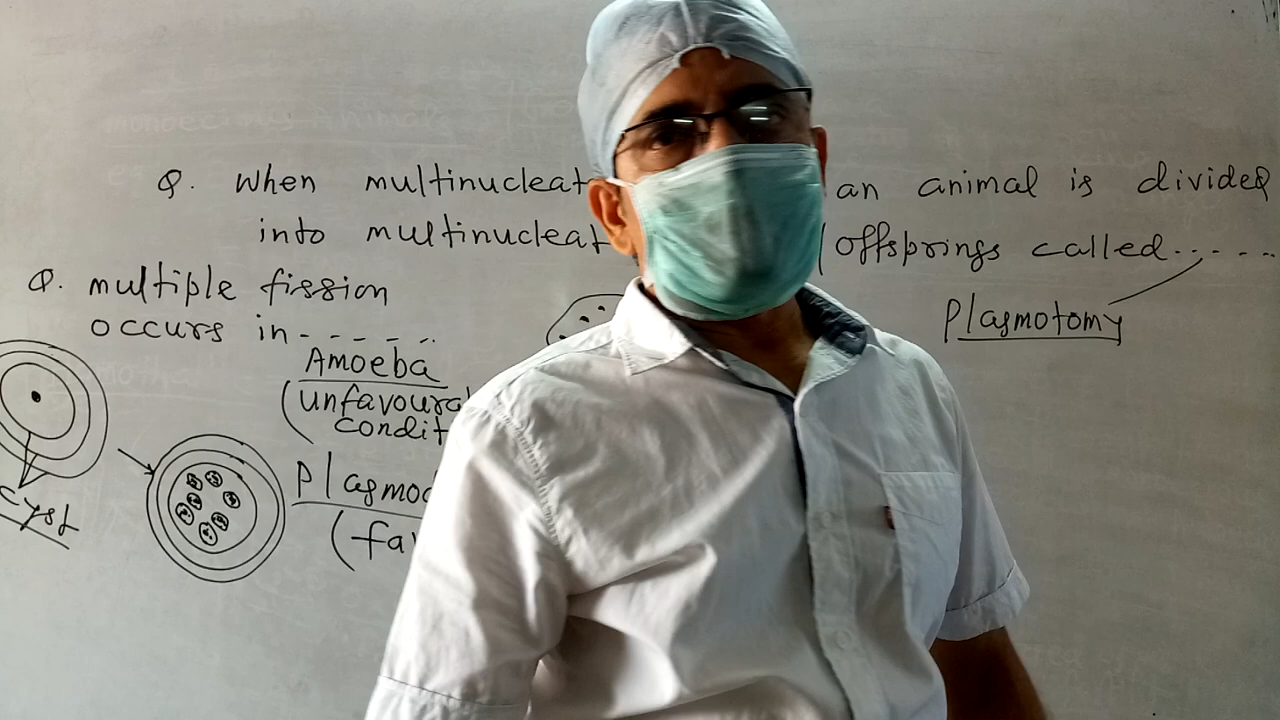 Q. When multinucleat an animal is divided
into multinucleat / offsprings called.......
Plasmotomy
Q. multiple fission
occurs in- - - - - -.
Amoeba
(unfavoura
condit
Plasmo
(fa
cyst